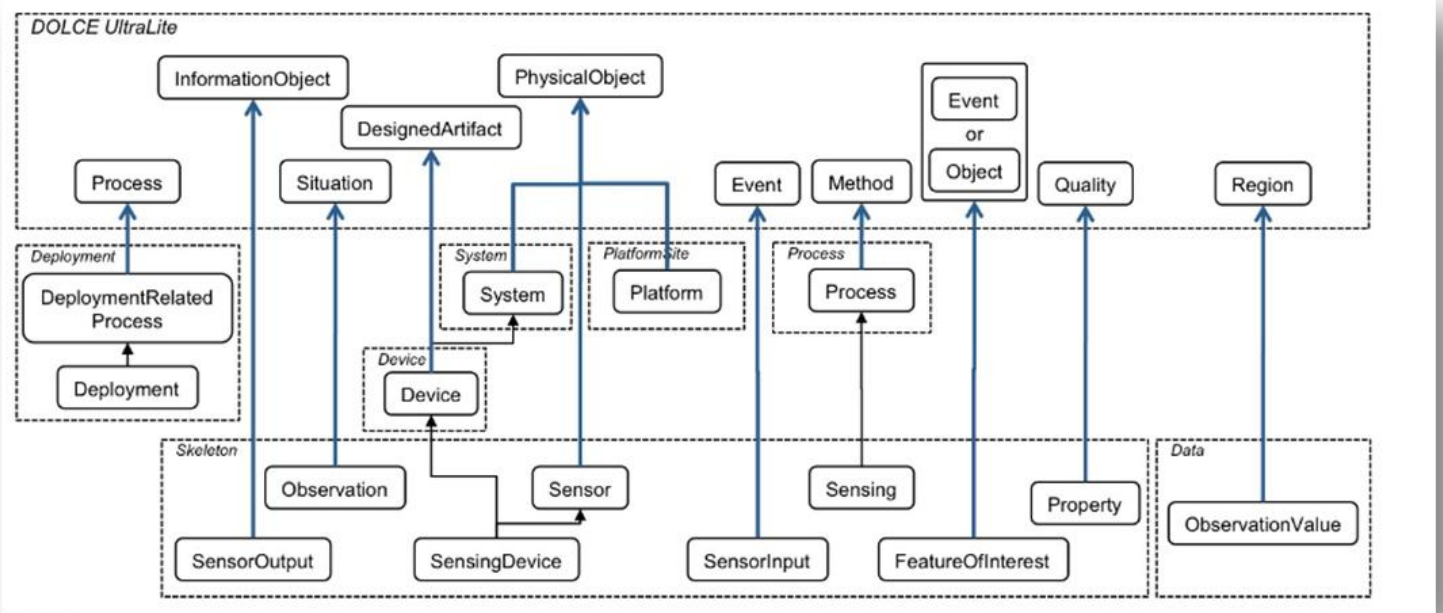 DOLCE UltraLite
InformationObject
PhysicalObject
DesignedArtifact
Event
or
Object
Process
Situation
Event
Method
Quality
Region
Deployment
DeploymentRelated
Process
Deployment
System
System
PlatformSite
Platform
Process
Process
Device
Device
Skeleton
Observation
Sensor
Sensing
Property
SensorOutput
SensingDevice
SensorInput
FeatureOfInterest
Data
ObservationValue